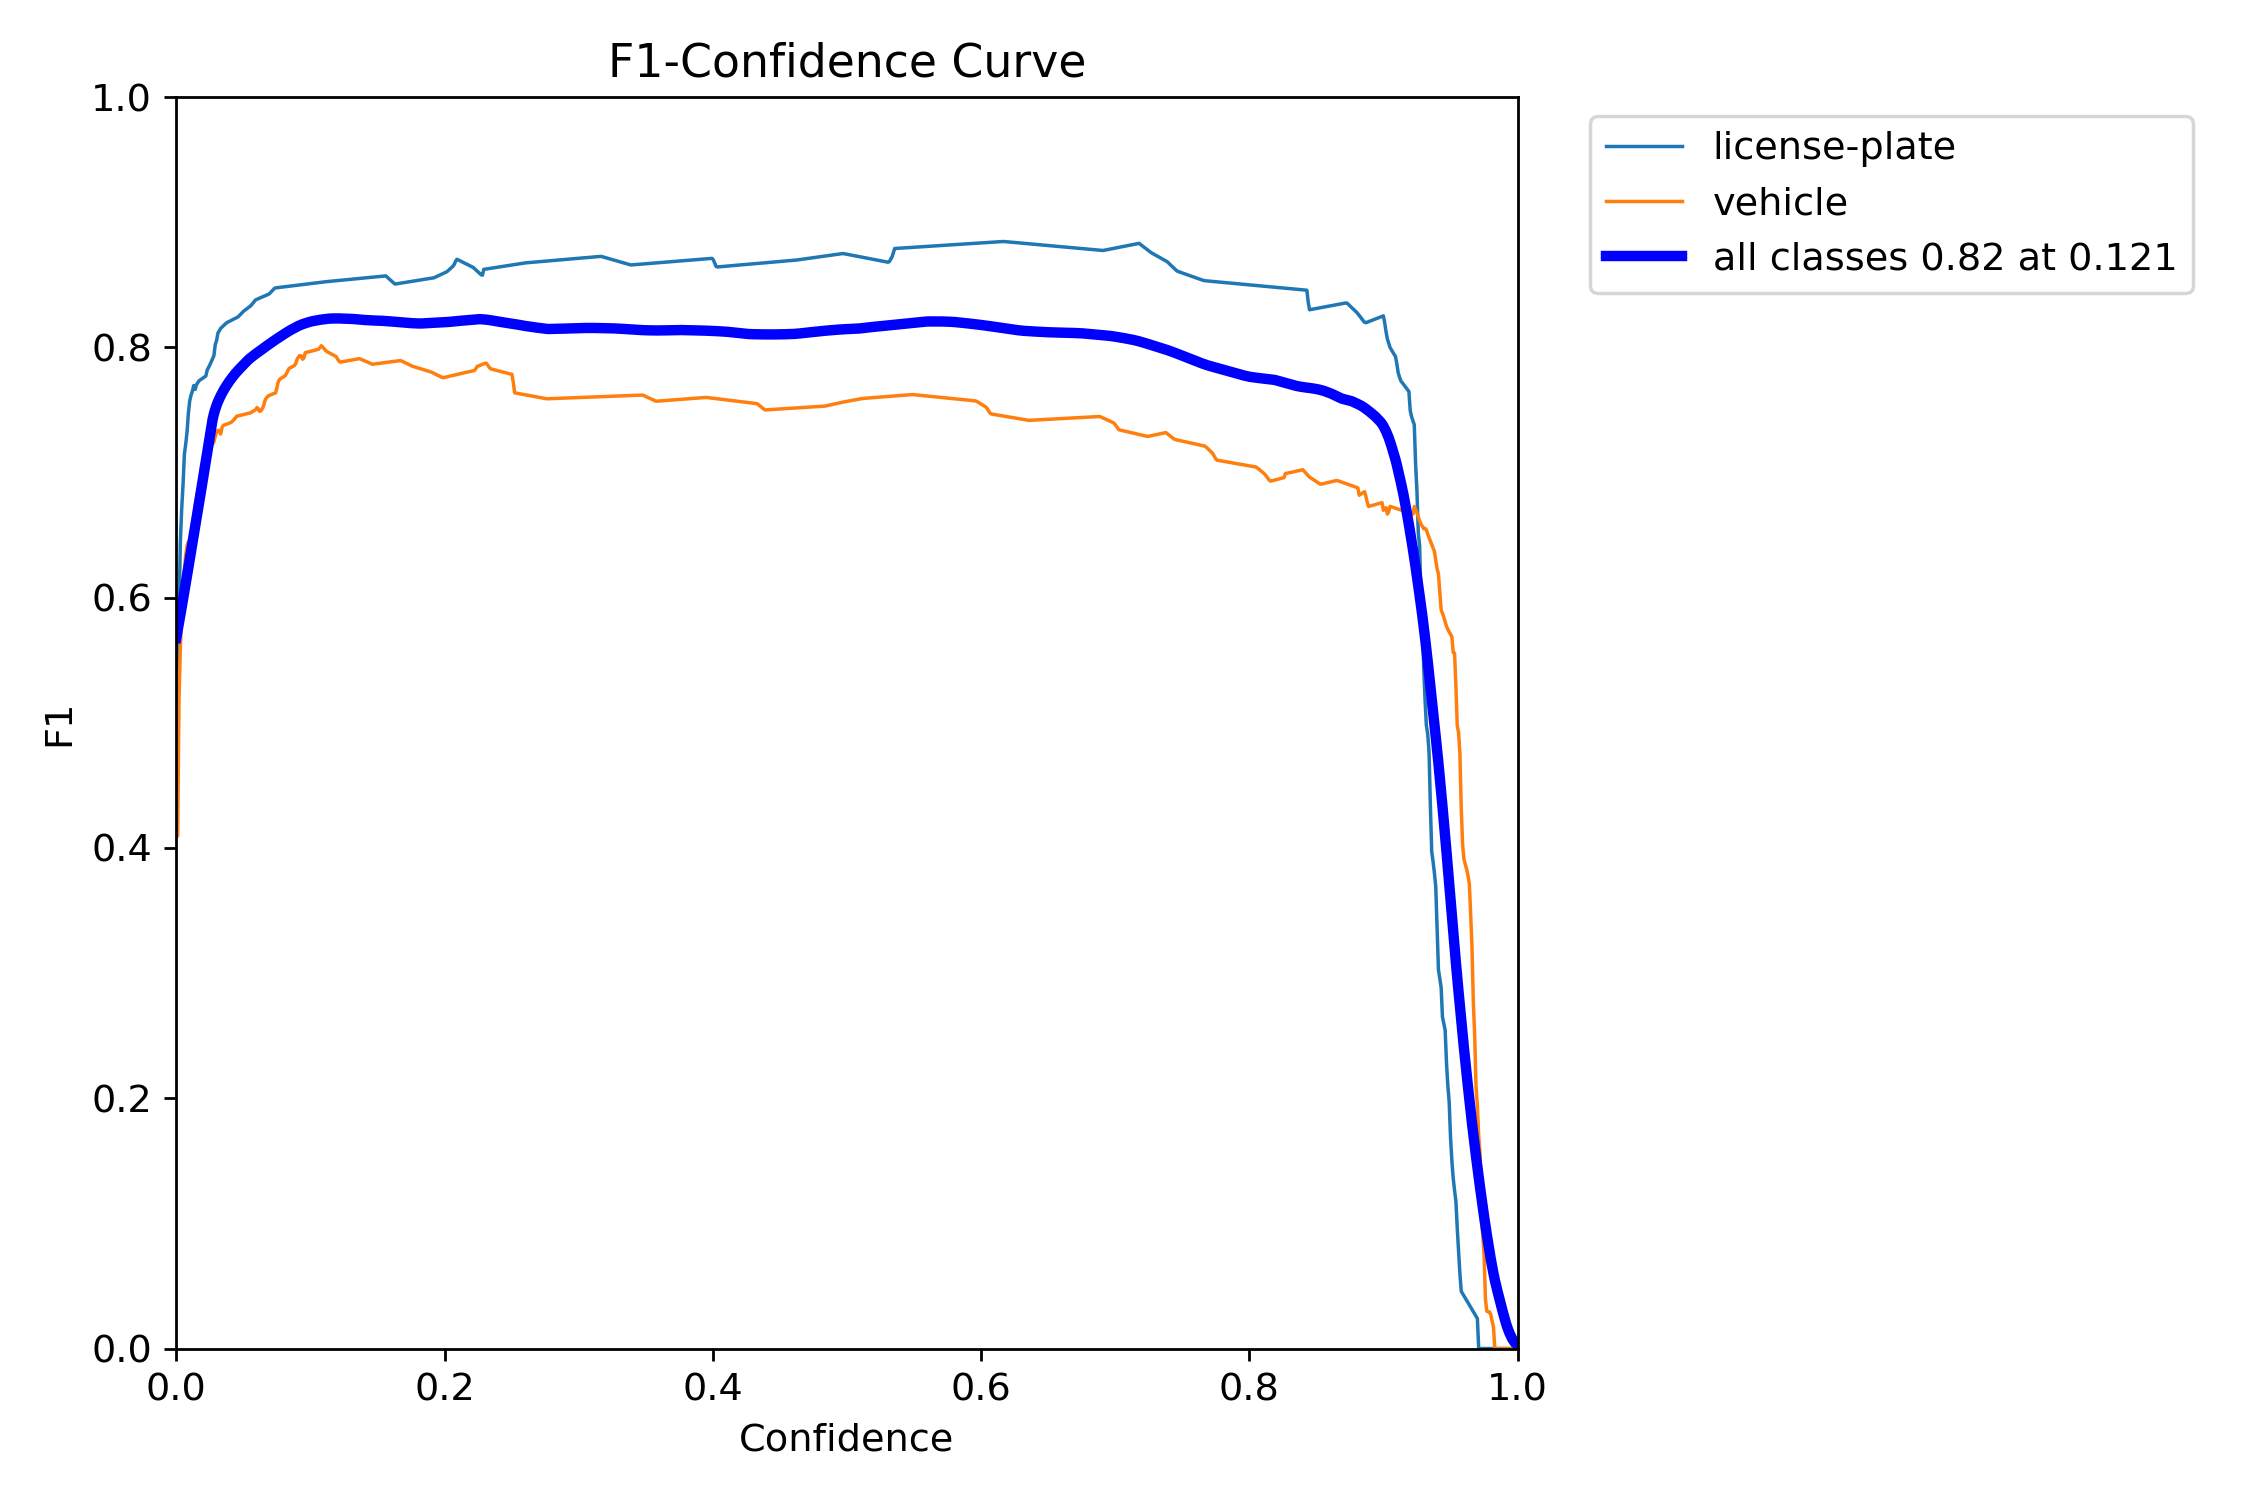 F1-Confidence Curve
1.0
0.8
0.6
0.4
0.2
0.0
F1
0.0 0.2 0.4 0.6 0.8 1.0
Confidence
license-plate
vehicle
all classes 0.82 at 0.121